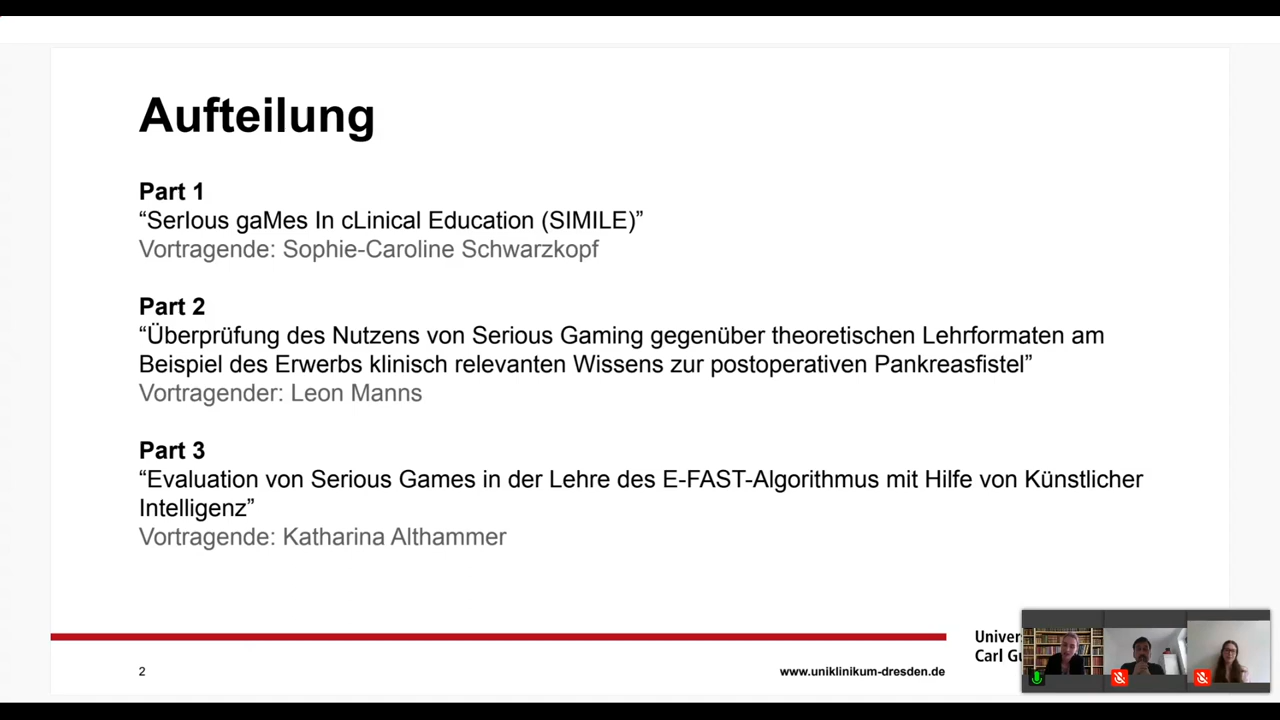 Aufteilung
Part 1
“SerIous gaMes In cLinical Education (SIMILE)”
Vortragende: Sophie-Caroline Schwarzkopf
Part 2
“Überprüfung des Nutzens von Serious Gaming gegenüber theoretischen Lehrformaten am
Beispiel des Erwerbs klinisch relevanten Wissens zur postoperativen Pankreasfistel”
Vortragender: Leon Manns
Part 3
“Evaluation von Serious Games in der Lehre des E-FAST-Algorithmus mit Hilfe von Künstlicher
Intelligenz”
Vortragende: Katharina Althammer
2
www.uniklinikum-dresden.de
Univers
Carl Gu